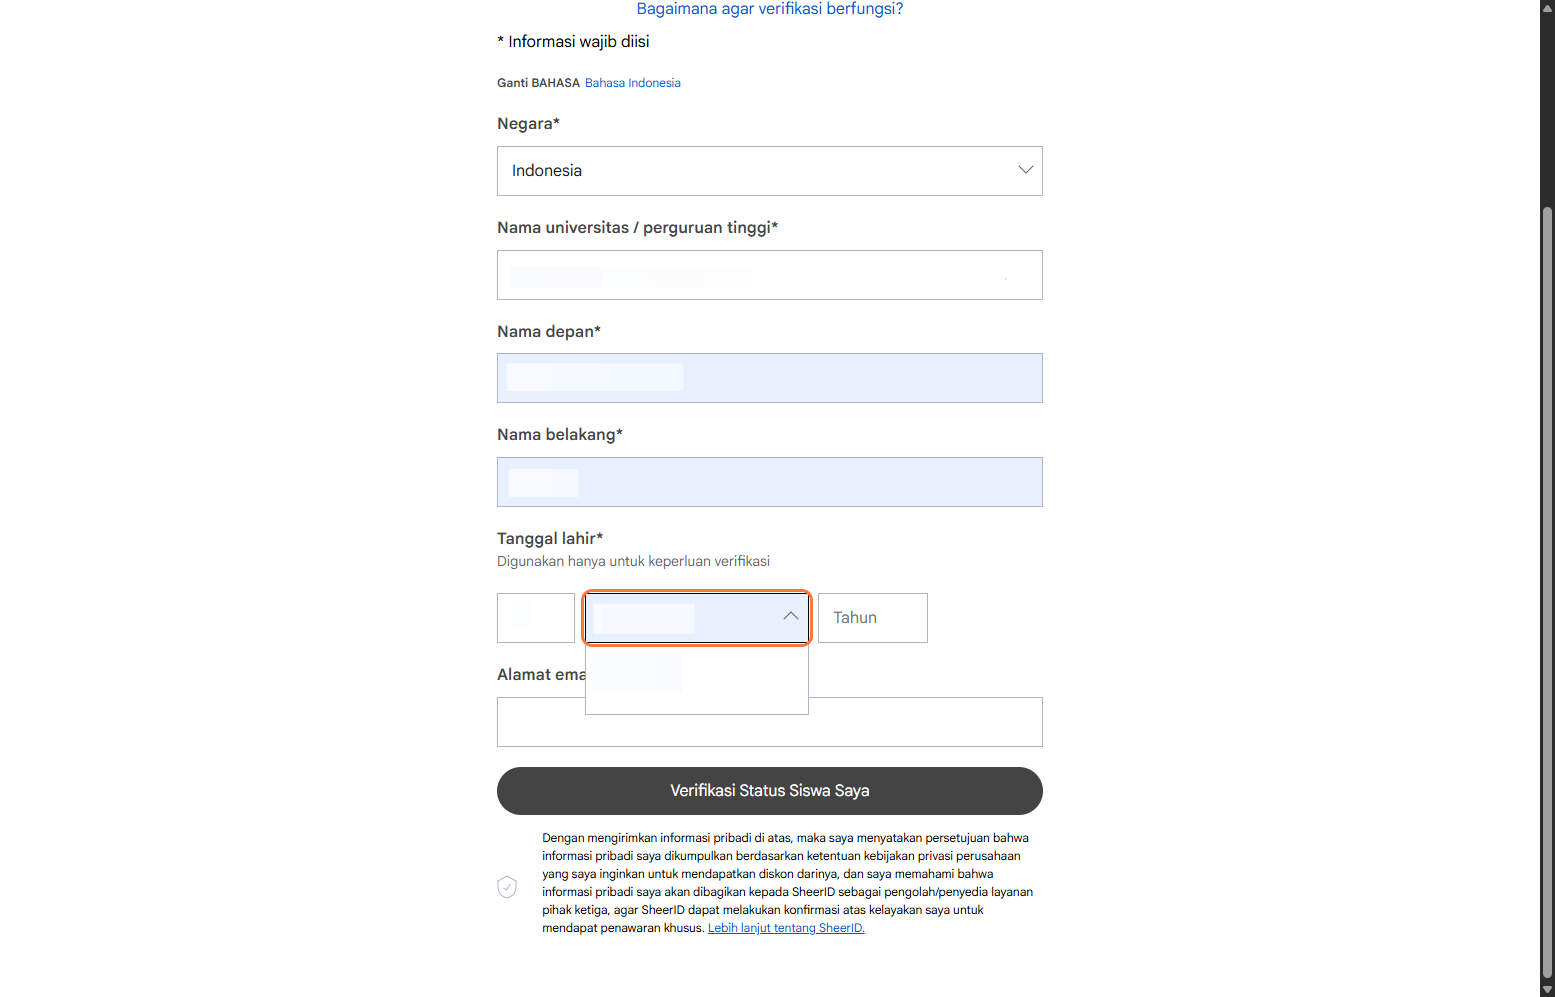 Bagaimana agar verifikasi berfungsi?
* Informasi wajib diisi
Ganti BAHASA Bahasa Indonesia
Negara*
Indonesia
Nama universitas / perguruan tinggi*
Nama depan*
Nama belakang*
Tanggal lahir*
Digunakan hanya untuk keperluan verifikasi
Tahun
Alamat ema
Verifikasi Status Siswa Saya
Dengan mengirimkan informasi pribadi di atas, maka saya menyatakan persetujuan bahwa
informasi pribadi saya dikumpulkan berdasarkan ketentuan kebijakan privasi perusahaan
yang saya inginkan untuk mendapatkan diskon darinya, dan saya memahami bahwa
informasi pribadi saya akan dibagikan kepada SheerID sebagai pengolah/penyedia layanan
pihak ketiga, agar SheerID dapat melakukan konfirmasi atas kelayakan saya untuk
mendapat penawaran khusus. Lebih lanjut tentang SheerID.